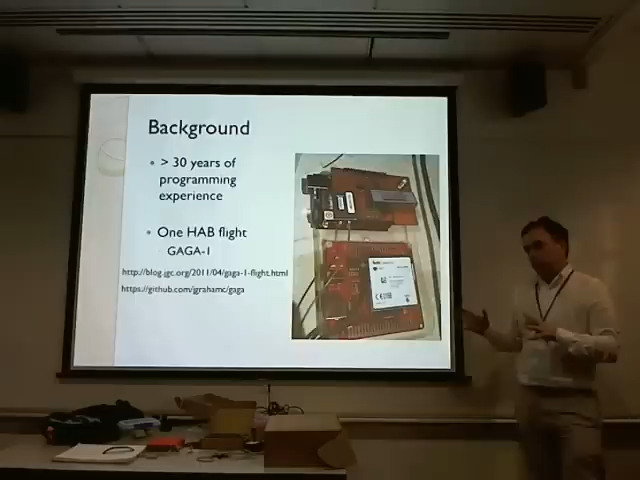 Background
> 30 years of
programming
experience
One HAB flight
GAGA-1
http://blog.jgc.org/2011/04/gaga-1-flight.html
https://github.com/jgrahamc/gaga